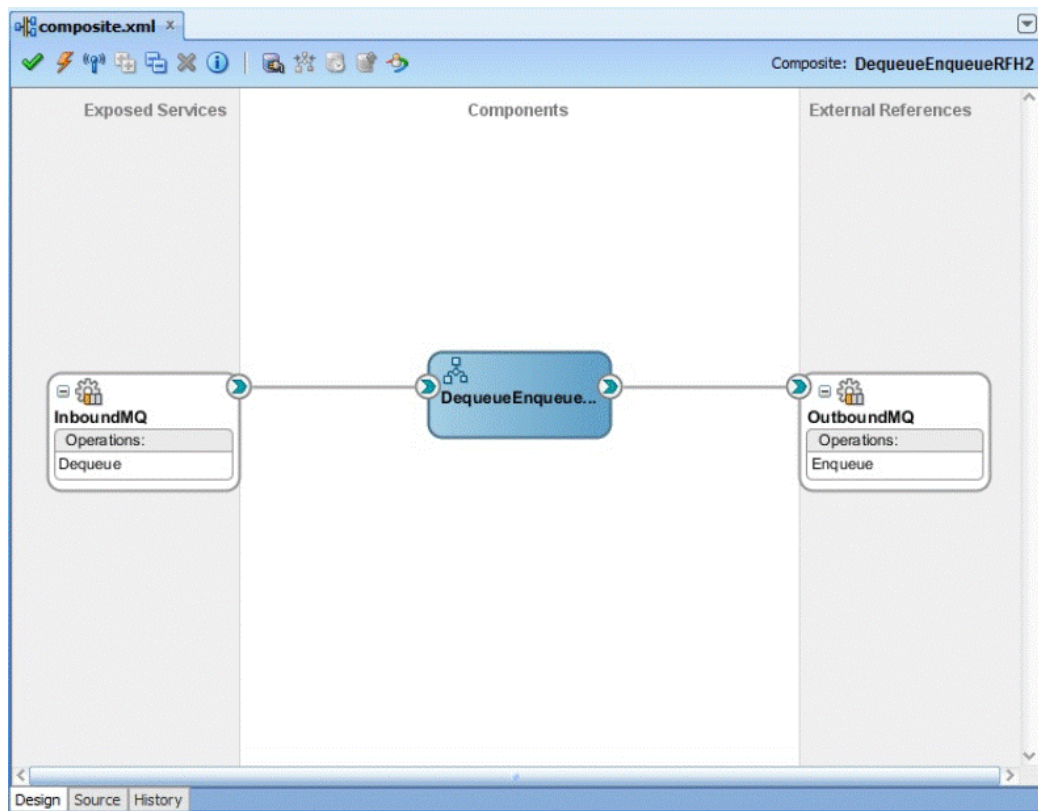 composite.xml
Composite: DequeueEnqueueRFH2
Exposed Services
Components
External References
DequeueEnqueue...
InboundMQ
Operations:
Dequeue
OutboundMQ
Operations:
Enqueue
Design Source History